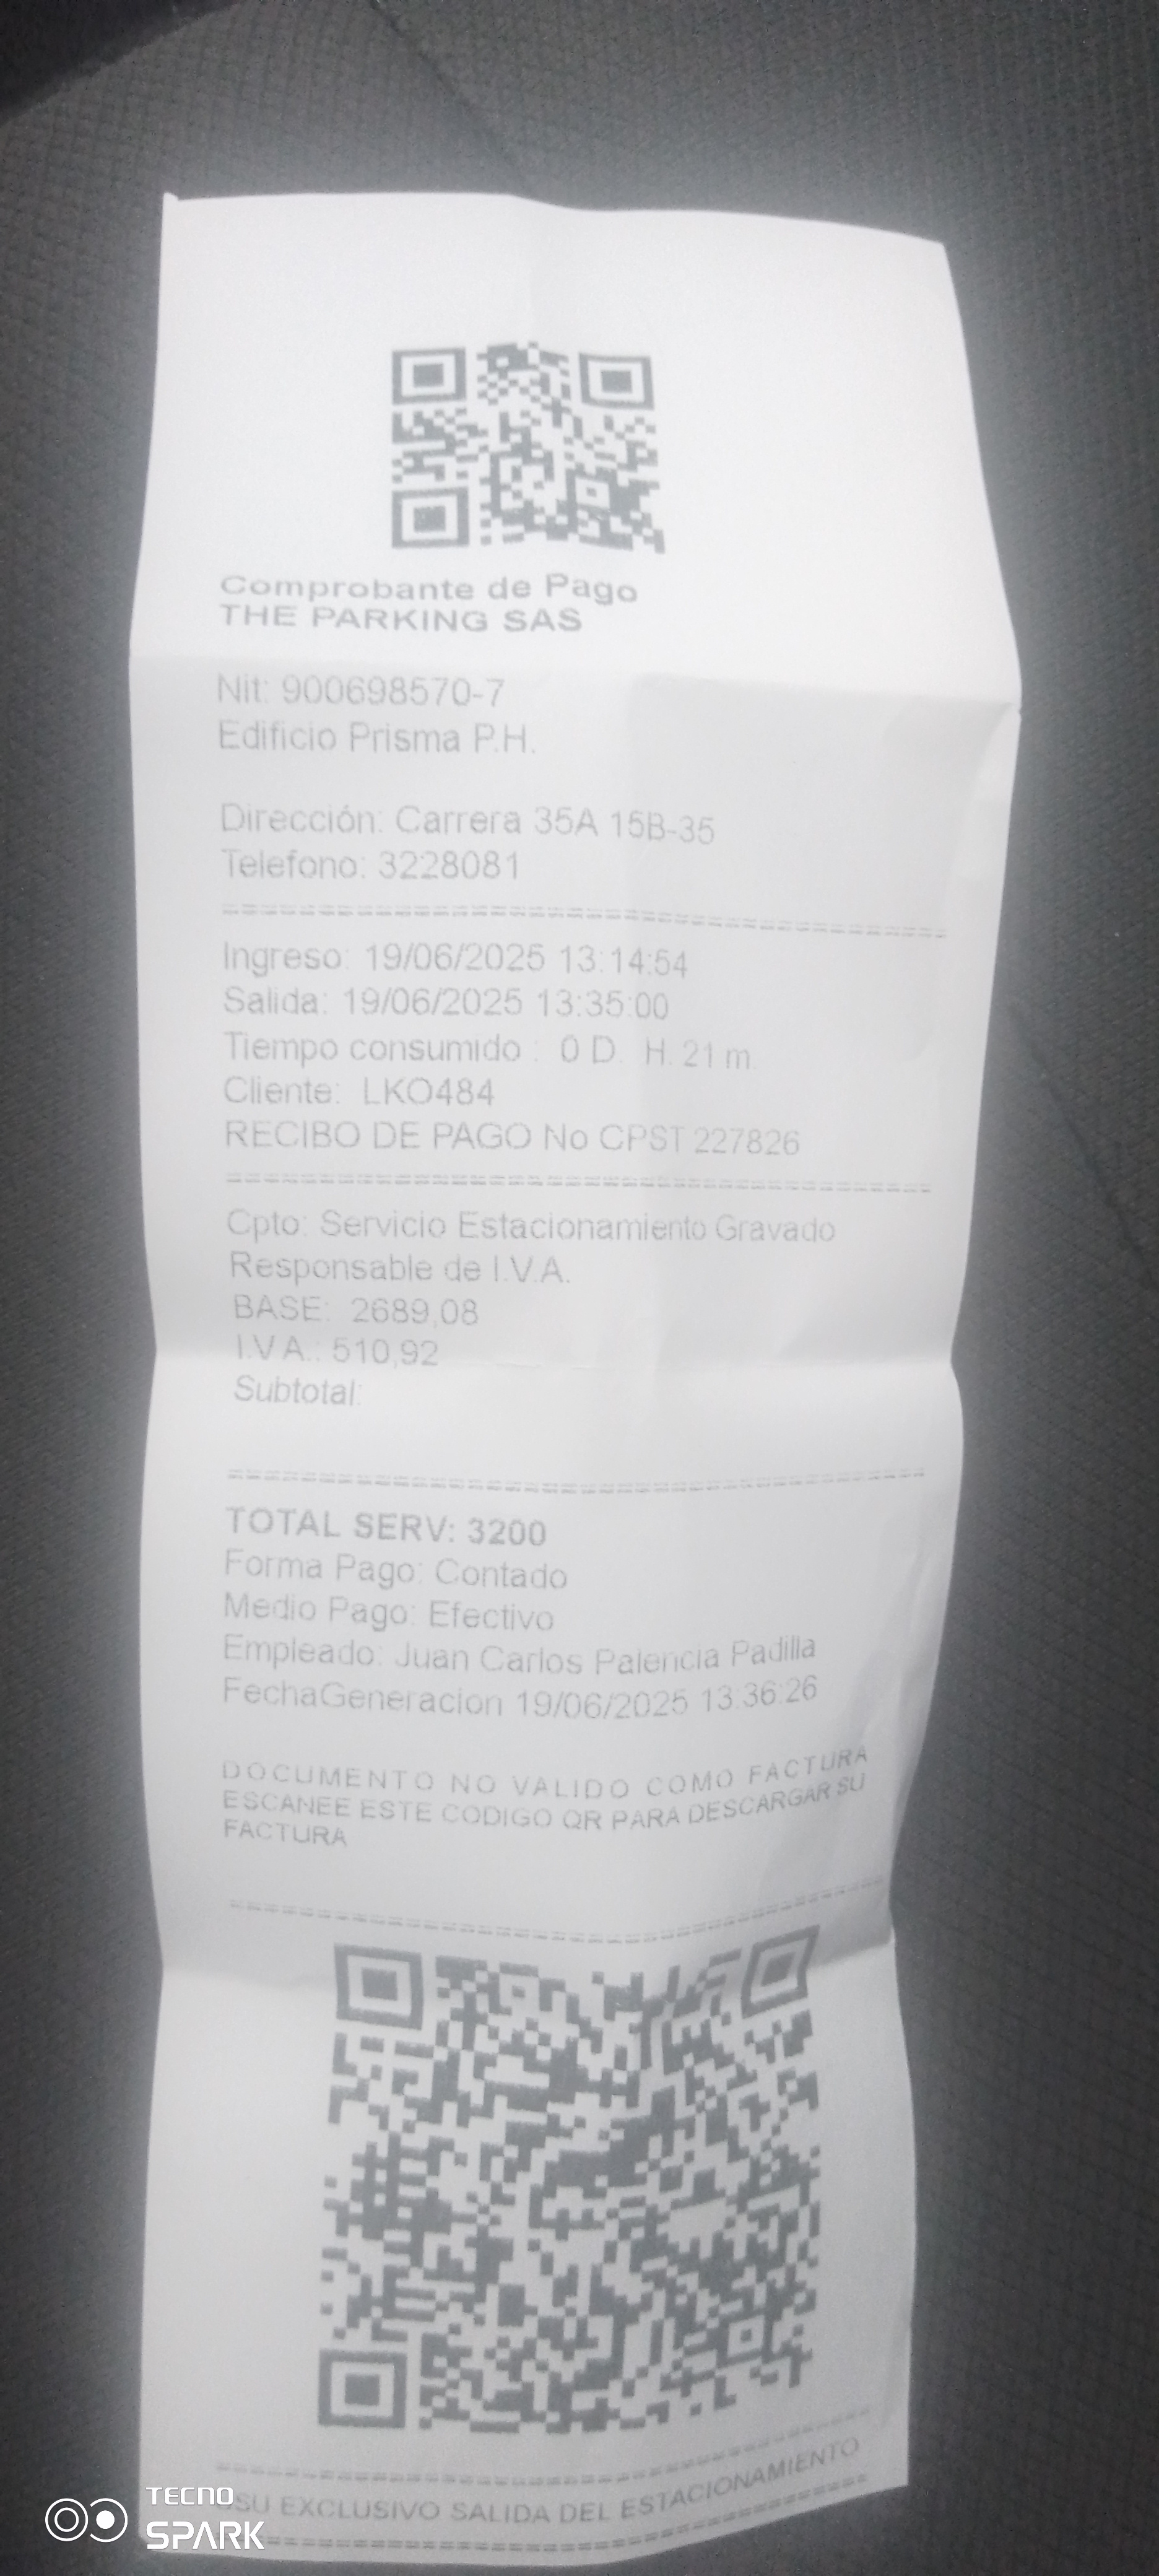 Comprobante de Pago
THE PARKING SAS
Nit: 900698570-7
Edificio Prisma P.H.
Dirección: Carrera 35A 15B-35
Telefono: 3228081
Ingreso: 19/06/2025 13:14:54
Salida: 19/06/2025 13:35:00
Tiempo consumido : 0 D. H. 21 m.
Cliente: LKO484
RECIBO DE PAGO No CPST 227826
Cpto: Servicio Estacionamiento Gravado
Responsable de I.V.A.
BASE: 2689,08
I.V.A.: 510,92
Subtotal:
TOTAL SERV: 3200
Forma Pago: Contado
Medio Pago: Efectivo
Empleado: Juan Carlos Palencia Padilla
FechaGeneracion 19/06/2025 13:36:26
DOCUMENTO NO VALIDO COMO FACTURA
ESCANEE ESTE CODIGO QR PARA DESCARGAR SU
FACTURA
EXCLUSIVO SALIDA DEL ESTACIONAMIENTO
TECNO
SPARK